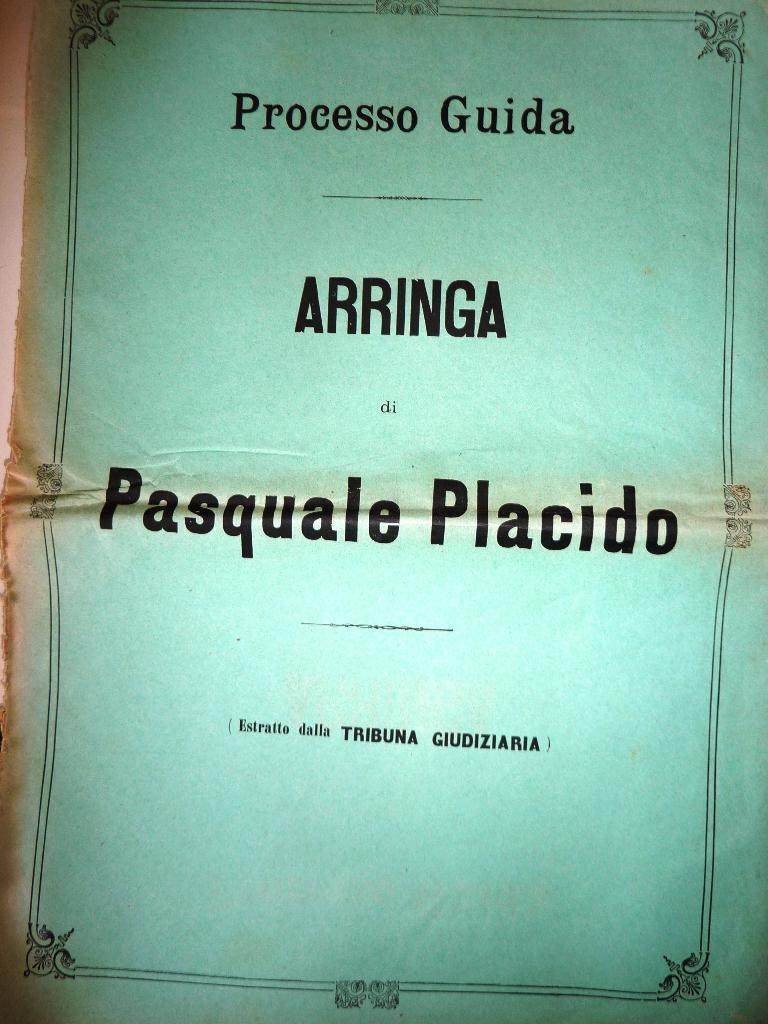 Processo Guida
ARRINGA
di
Pasquale Placido
( Estratto dalla TRIBUNA GIUDIZIARIA )